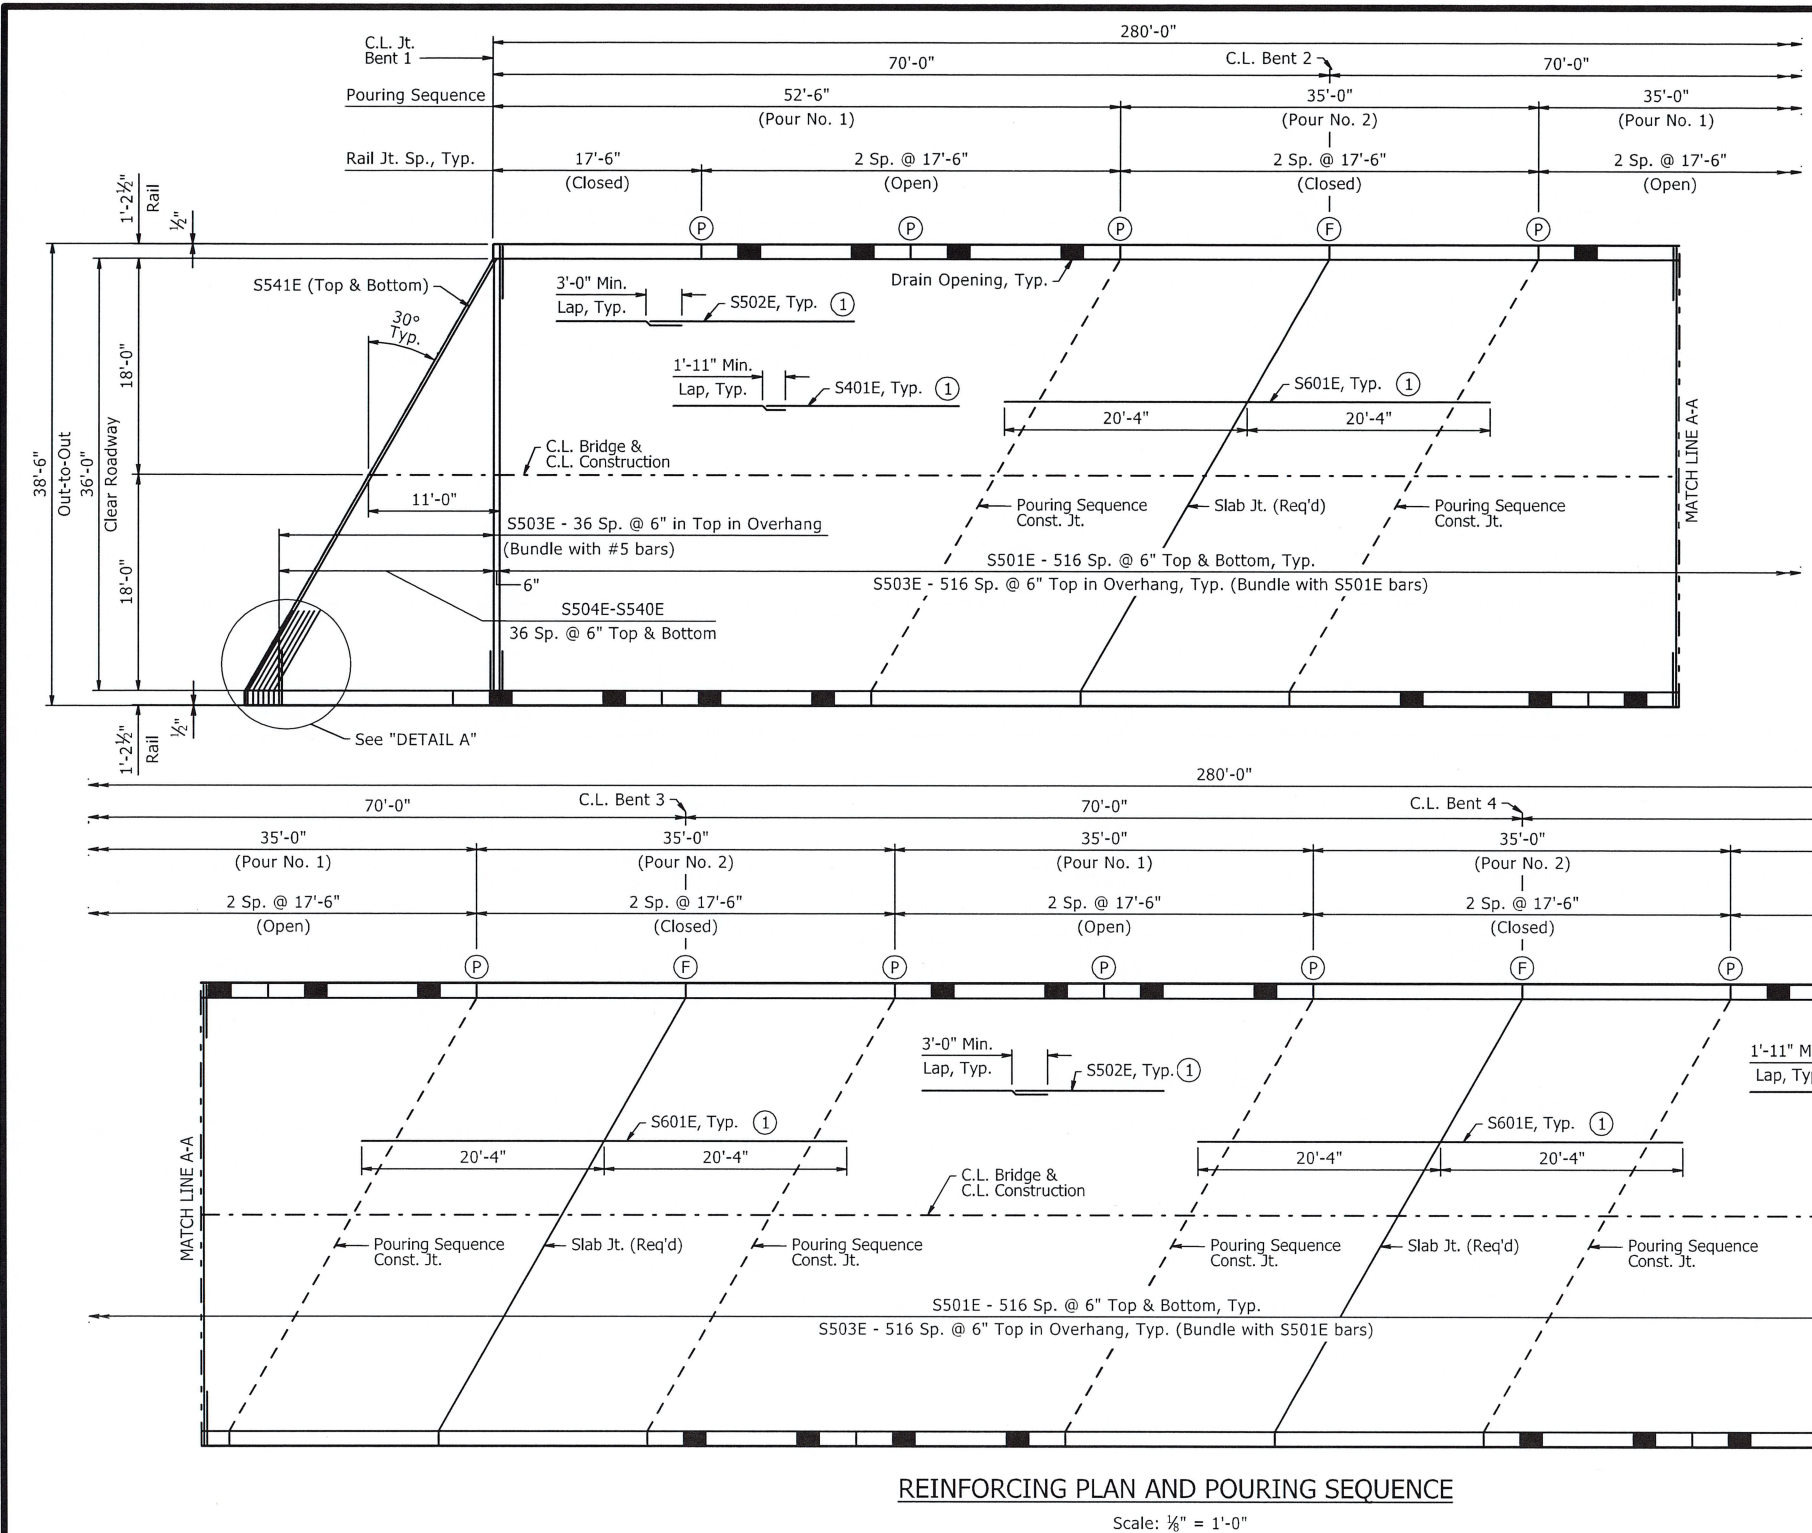 280'-0"
C.L. Jt.
Bent 1
70'-0"
C.L. Bent 2
70'-0"
Pouring Sequence
52'-6"
35'-0"
35'-0"
(Pour No. 1)
(Pour No. 2)
(Pour No. 1)
Rail Jt. Sp., Typ.
17'-6"
2 Sp. @ 17'-6"
2 Sp. @ 17'-6"
2 Sp. @ 17'-6"
(Closed)
(Open)
(Closed)
(Open)
1'-2½"
Rail
½"
P
P
P
F
P
S541E (Top & Bottom)
3'-0" Min.
Lap, Typ.
S502E, Typ. 1
Drain Opening, Typ.
30°
Typ.
1'-11" Min.
Lap, Typ.
S401E, Typ. 1
S601E, Typ. 1
20'-4"
20'-4"
38'-6"
Out-to-Out
36'-0"
Clear Roadway
18'-0"
18'-0"
C.L. Bridge &
C.L. Construction
MATCH LINE A-A
11'-0"
Pouring Sequence
Const. Jt.
Slab Jt. (Req'd)
Pouring Sequence
Const. Jt.
S503E - 36 Sp. @ 6" in Top in Overhang
(Bundle with #5 bars)
S501E - 516 Sp. @ 6" Top & Bottom, Typ.
S503E - 516 Sp. @ 6" Top in Overhang, Typ. (Bundle with S501E bars)
6"
S504E-S540E
36 Sp. @ 6" Top & Bottom
See "DETAIL A"
1'-2½"
Rail
½"
280'-0"
70'-0"
C.L. Bent 3
70'-0"
C.L. Bent 4
35'-0"
35'-0"
35'-0"
35'-0"
(Pour No. 1)
(Pour No. 2)
(Pour No. 1)
(Pour No. 2)
2 Sp. @ 17'-6"
2 Sp. @ 17'-6"
2 Sp. @ 17'-6"
2 Sp. @ 17'-6"
(Open)
(Closed)
(Open)
(Closed)
P
F
P
P
P
F
P
3'-0" Min.
Lap, Typ.
S502E, Typ. 1
1'-11" M
Lap, Ty
S601E, Typ. 1
20'-4"
20'-4"
S601E, Typ. 1
20'-4"
20'-4"
MATCH LINE A-A
C.L. Bridge &
C.L. Construction
Pouring Sequence
Const. Jt.
Slab Jt. (Req'd)
Pouring Sequence
Const. Jt.
Pouring Sequence
Const. Jt.
Slab Jt. (Req'd)
Pouring Sequence
Const. Jt.
S501E - 516 Sp. @ 6" Top & Bottom, Typ.
S503E - 516 Sp. @ 6" Top in Overhang, Typ. (Bundle with S501E bars)
REINFORCING PLAN AND POURING SEQUENCE
Scale: ⅛" = 1'-0"